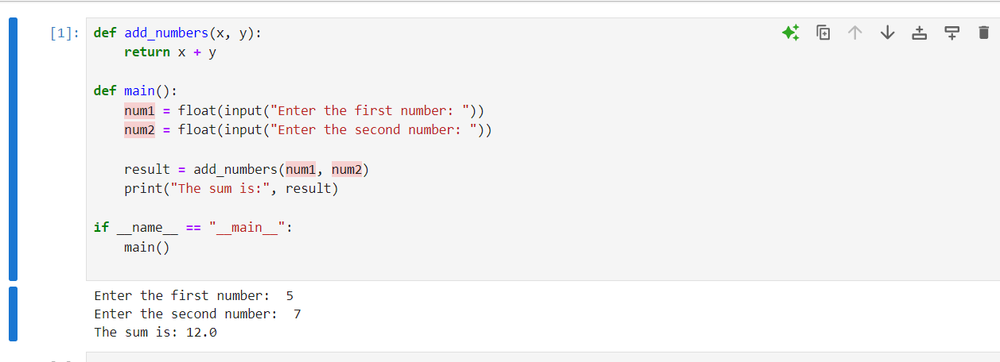 [1]:
def add_numbers(x, y):
    return x + y

def main():
    num1 = float(input("Enter the first number: "))
    num2 = float(input("Enter the second number: "))

    result = add_numbers(num1, num2)
    print("The sum is:", result)

if __name__ == "__main__":
    main()

Enter the first number:  5
Enter the second number:  7
The sum is: 12.0